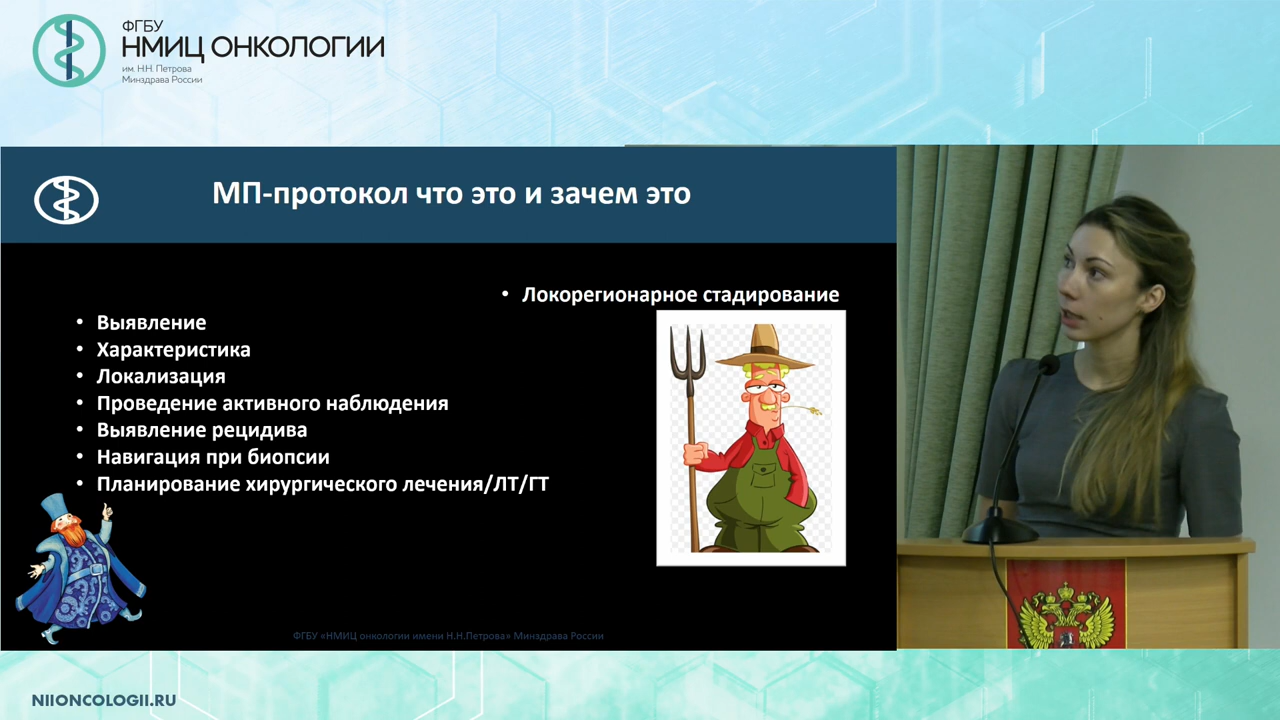 ФГБУ
НМИЦ ОНКОЛОГИИ
им. Н.Н. Петрова
Минздрава России
МП-протокол что это и зачем это
• Локорегионарное стадирование
• Выявление
• Характеристика
• Локализация
• Проведение активного наблюдения
• Выявление рецидива
• Навигация при биопсии
• Планирование хирургического лечения/ЛТ/ГТ
ФГБУ «НМИЦ онкологии имени Н.Н.Петрова» Минздрава России
NIIONCOLOGII.RU